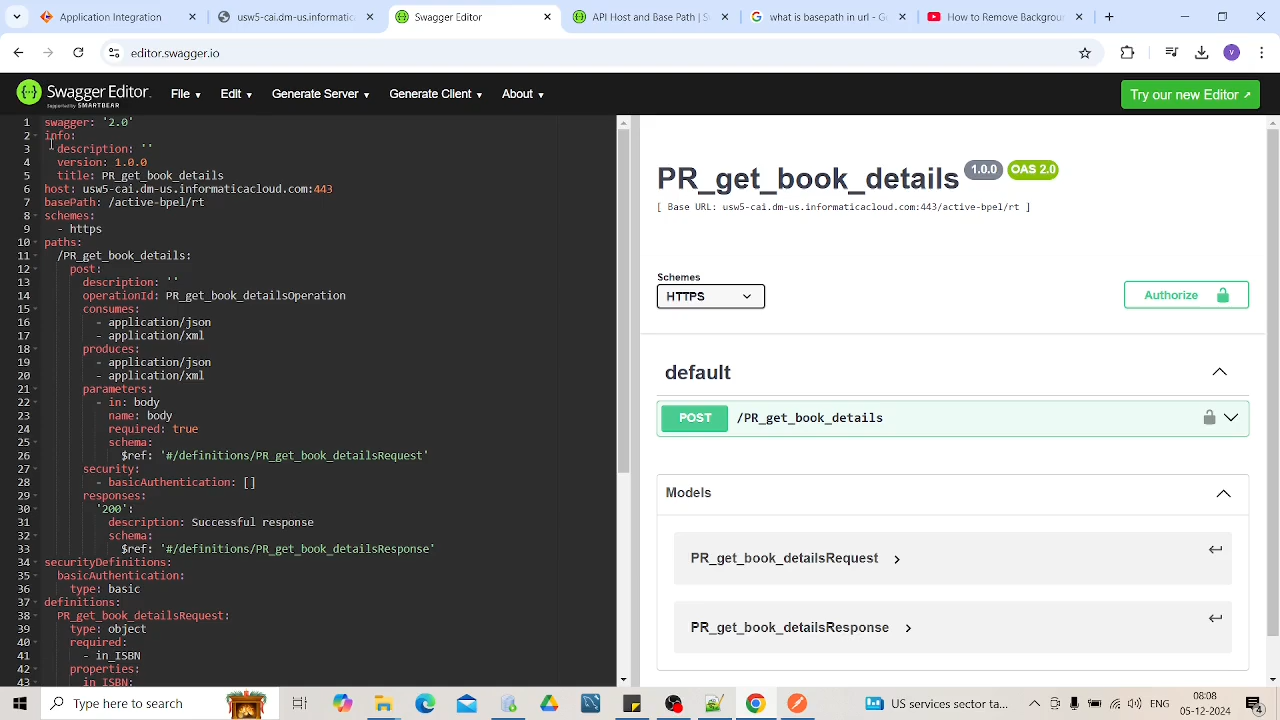 Application Integration
usw5-cai.dm-us.informaticaclou
Swagger Editor
API Host and Base Path | S
what is basepath in url - G
How to Remove Backgroun
editor.swagger.io
Swagger Editor
Supported by SMARTBEAR
File
Edit
Generate Server
Generate Client
About
Try our new Editor
1 swagger: '2.0'
2 info:
3 description: ''
4 version: 1.0.0
5 title: PR_get_book_details
6 host: usw5-cai.dm-us.informaticacloud.com:443
7 basePath: /active-bpel/rt
8 schemes:
9 - https
10 paths:
11 /PR_get_book_details:
12 post:
13 description: ''
14 operationId: PR_get_book_detailsOperation
15 consumes:
16 - application/json
17 - application/xml
18 produces:
19 - application/json
20 - application/xml
21 parameters:
22 - in: body
23 name: body
24 required: true
25 schema:
26 $ref: '#/definitions/PR_get_book_detailsRequest'
27 security:
28 - basicAuthentication: []
29 responses:
30 '200':
31 description: Successful response
32 schema:
33 $ref: '#/definitions/PR_get_book_detailsResponse'
34 securityDefinitions:
35 basicAuthentication:
36 type: basic
37 definitions:
38 PR_get_book_detailsRequest:
39 type: object
40 required:
41 - in_ISBN
42 properties:
43 in_ISBN:
PR_get_book_details 1.0.0 OAS 2.0
[ Base URL: usw5-cai.dm-us.informaticacloud.com:443/active-bpel/rt ]
Schemes
HTTPS
Authorize
default
POST /PR_get_book_details
Models
PR_get_book_detailsRequest
PR_get_book_detailsResponse
Type here to search
US services sector ta...
ENG
08:08
05-12-2024
4